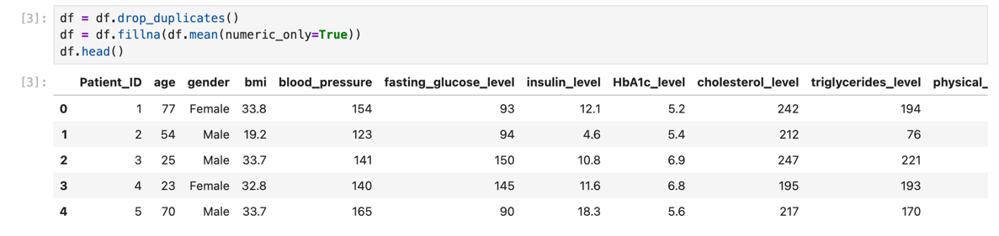 [3]: df = df.drop_duplicates()
df = df.fillna(df.mean(numeric_only=True))
df.head()
[3]: Patient_ID age gender bmi blood_pressure fasting_glucose_level insulin_level HbA1c_level cholesterol_level triglycerides_level physical_
0 1 77 Female 33.8 154 93 12.1 5.2 242 194
1 2 54 Male 19.2 123 94 4.6 5.4 212 76
2 3 25 Male 33.7 141 150 10.8 6.9 247 221
3 4 23 Female 32.8 140 145 11.6 6.8 195 193
4 5 70 Male 33.7 165 90 18.3 5.6 217 170